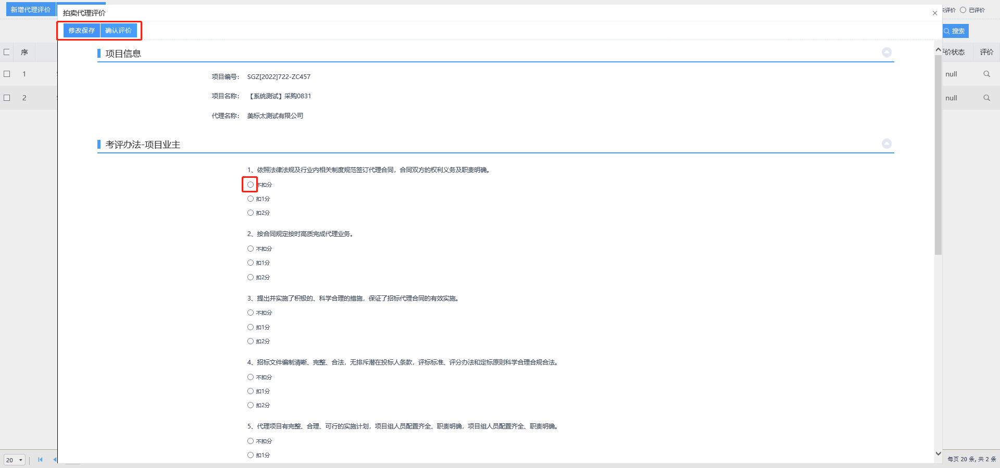 新增代理评价
未评价 已评价
拍卖代理评价
修改保存 确认评价
搜索
序
评价状态 评价
项目信息
1
null
项目编号： SGZ[2022]722-ZC457
项目名称： 【系统测试】采购0831
2
null
代理名称： 美标太测试有限公司
考评办法-项目业主
1、依照法律法规及行业内相关制度规范签订代理合同，合同双方的权利义务及职责明确。
不扣分
扣1分
扣2分
2、按合同规定按时高质完成代理业务。
不扣分
扣1分
扣2分
3、提出并实施了积极的、科学合理的措施，保证了招标代理合同的有效实施。
不扣分
扣1分
扣2分
4、招标文件编制清晰、完整、合法，无排斥潜在投标人条款，评标标准、评分办法和定标原则科学合理合规合法。
不扣分
扣1分
扣2分
5、代理项目有完整、合理、可行的实施计划，项目组人员配置齐全、职责明确，项目组人员配置齐全、职责明确。
不扣分
扣1分
20
每页 20 条, 共 2 条